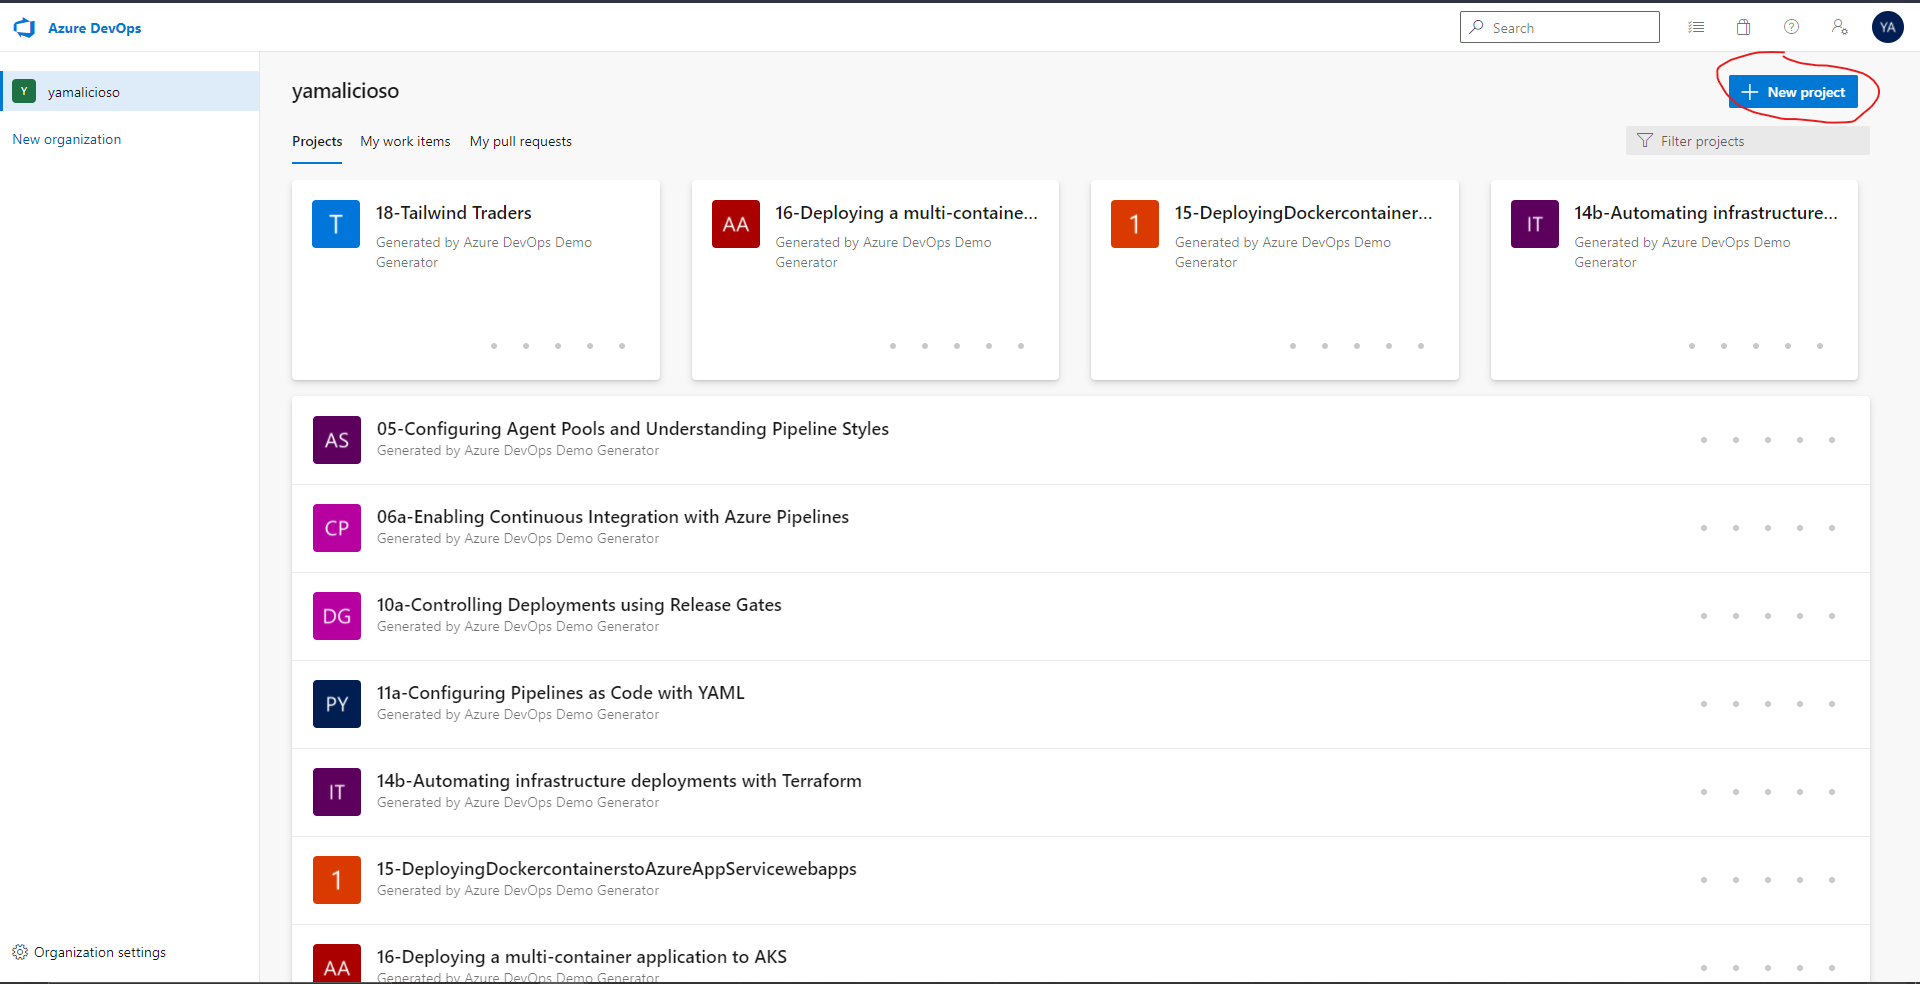 Azure DevOps
Search
YA
Y yamalicioso
New organization
yamalicioso
New project
Projects My work items My pull requests
Filter projects
T
18-Tailwind Traders
Generated by Azure DevOps Demo
Generator
AA
16-Deploying a multi-containe...
Generated by Azure DevOps Demo
Generator
1
15-DeployingDockercontainer...
Generated by Azure DevOps Demo
Generator
IT
14b-Automating infrastructure...
Generated by Azure DevOps Demo
Generator
AS
05-Configuring Agent Pools and Understanding Pipeline Styles
Generated by Azure DevOps Demo Generator
CP
06a-Enabling Continuous Integration with Azure Pipelines
Generated by Azure DevOps Demo Generator
DG
10a-Controlling Deployments using Release Gates
Generated by Azure DevOps Demo Generator
PY
11a-Configuring Pipelines as Code with YAML
Generated by Azure DevOps Demo Generator
IT
14b-Automating infrastructure deployments with Terraform
Generated by Azure DevOps Demo Generator
1
15-DeployingDockercontainerstoAzureAppServicewebapps
Generated by Azure DevOps Demo Generator
AA
16-Deploying a multi-container application to AKS
Generated by Azure DevOps Demo Generator
Organization settings